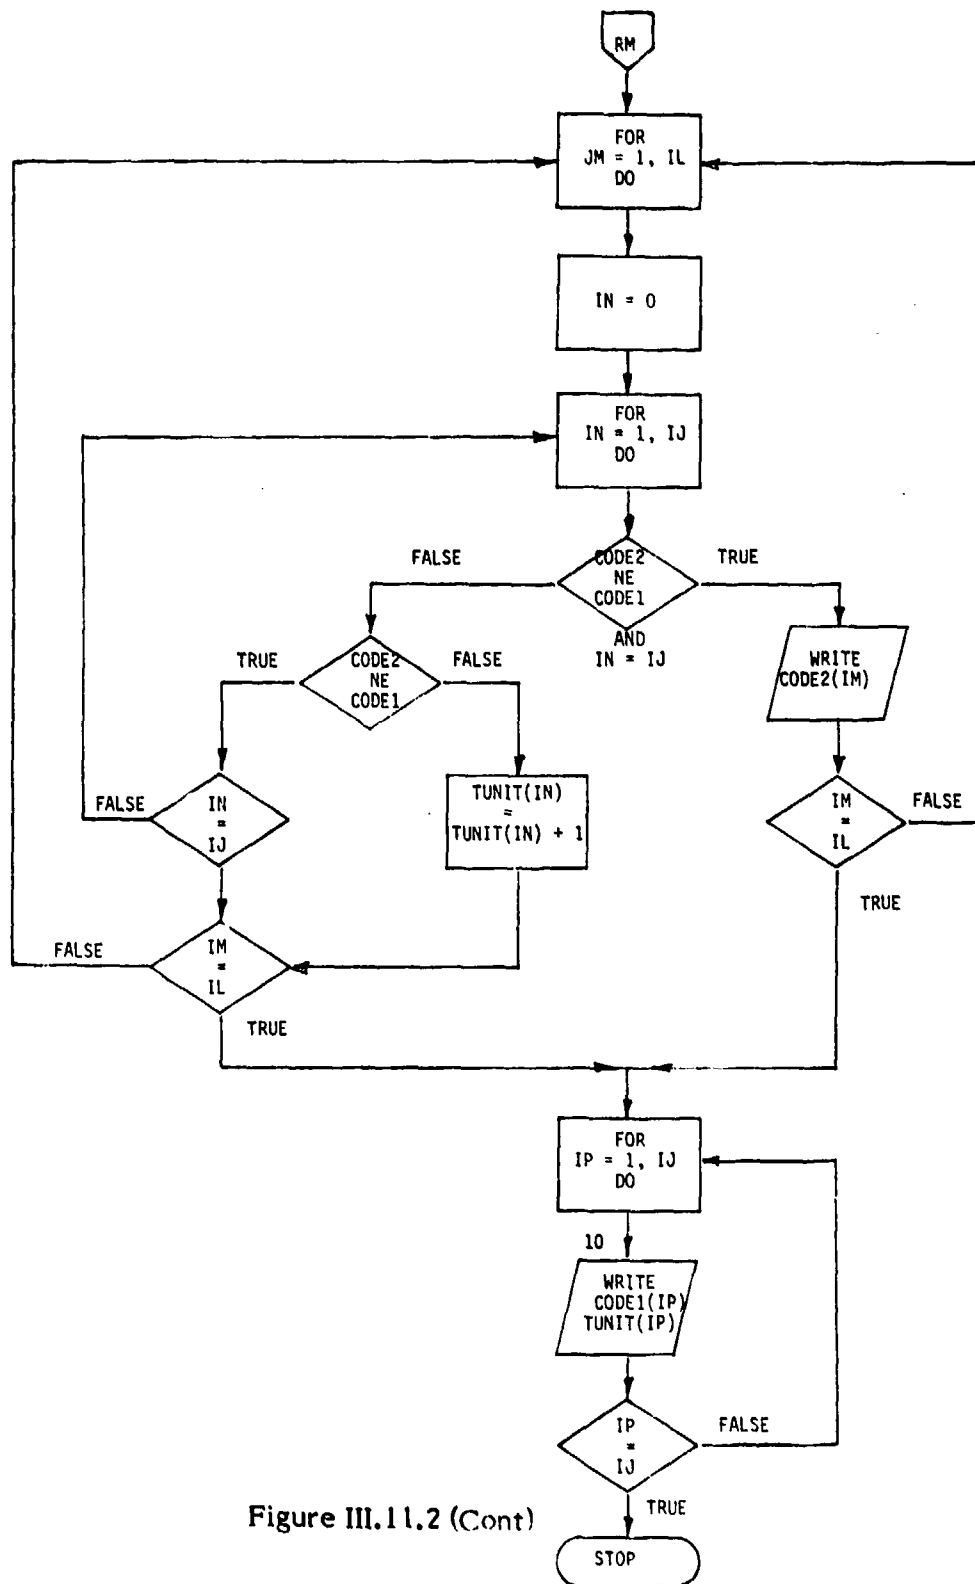 RM
FOR
JM = 1, IL
DO
IN = 0
FOR
IN = 1, IJ
DO
FALSE
CODE2
NE
CODE1
AND
IN = IJ
TRUE
TRUE
CODE2
NE
CODE1
FALSE
WRITE
CODE2(IM)
FALSE
IN
=
IJ
TUNIT(IN)
=
TUNIT(IN) + 1
IM
=
IL
FALSE
TRUE
FALSE
IM
=
IL
TRUE
FOR
IP = 1, IJ
DO
10
WRITE
CODE1(IP)
TUNIT(IP)
IP
=
IJ
FALSE
TRUE
STOP
Figure III.11.2 (Cont)